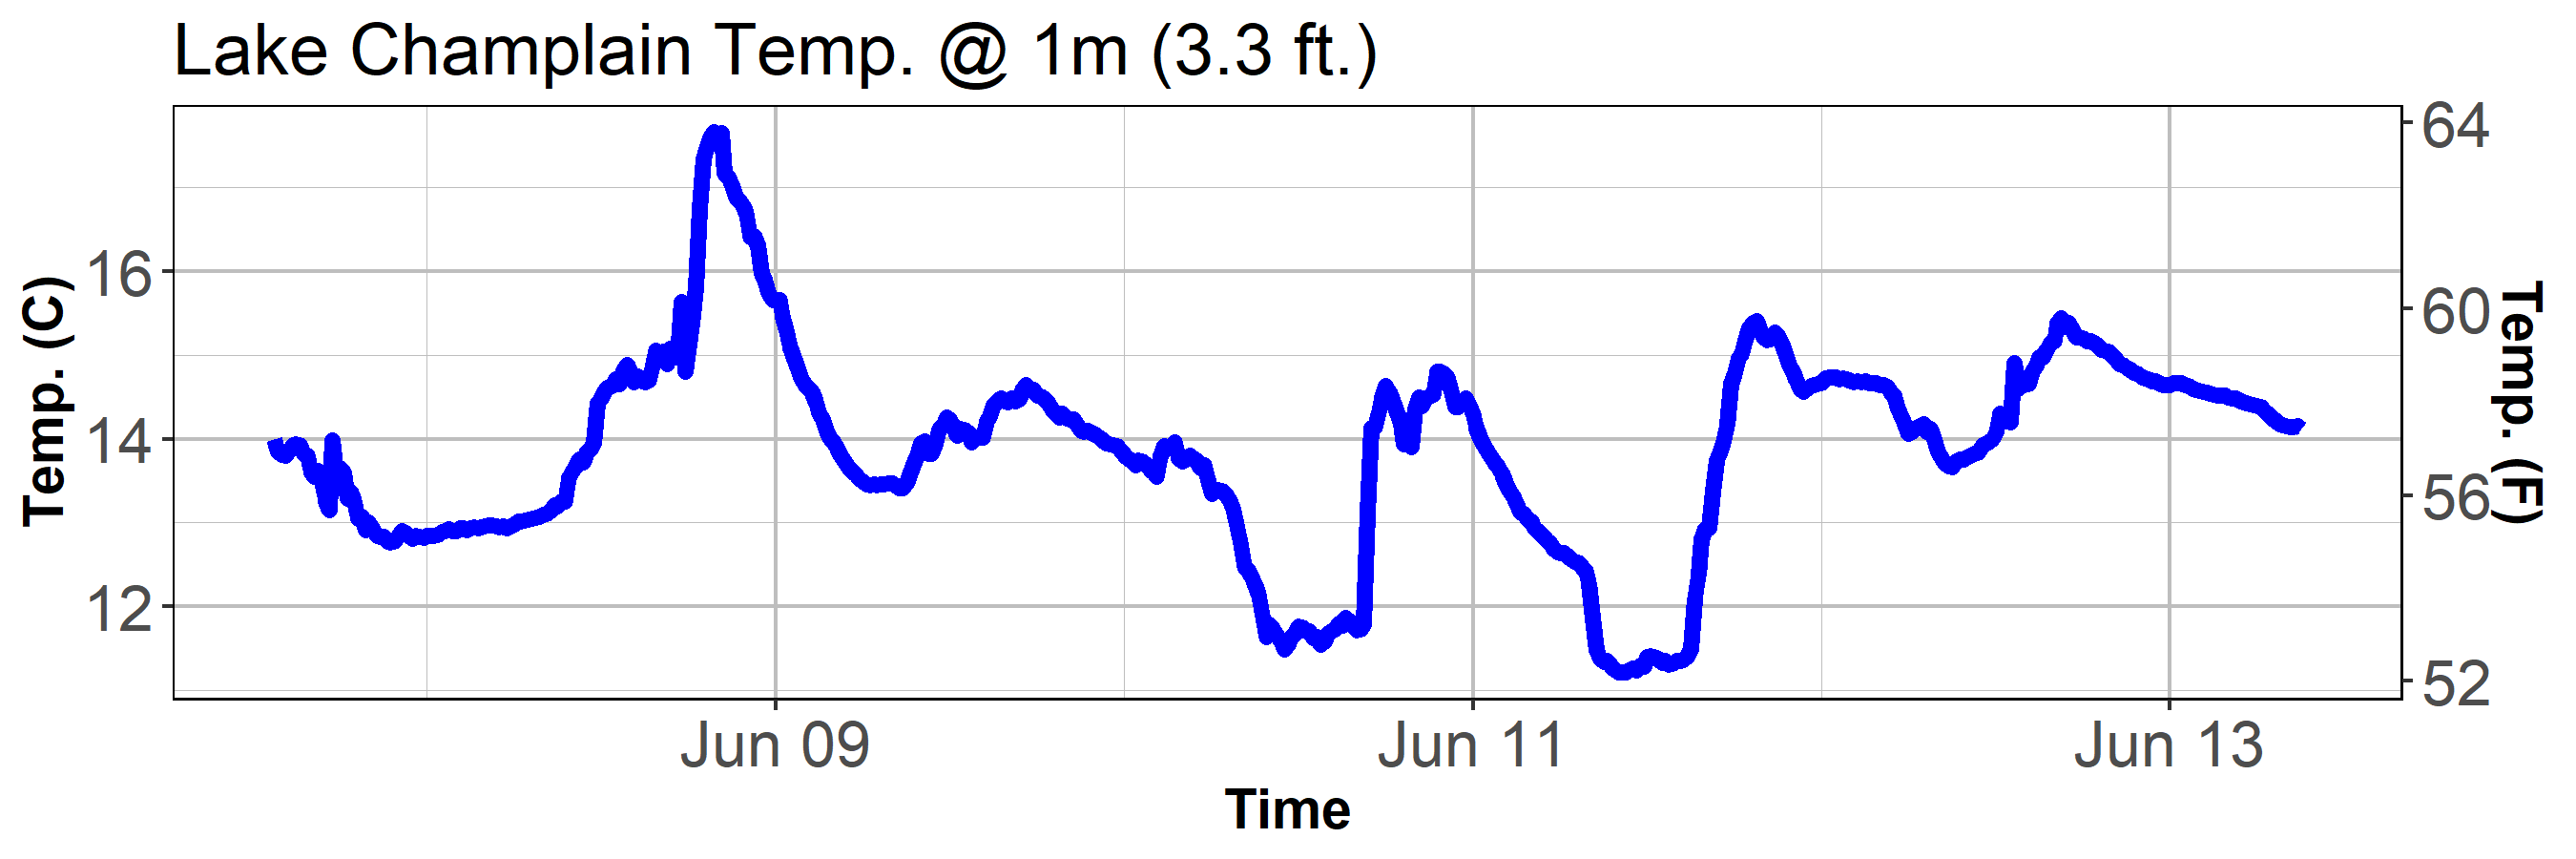 Lake Champlain Temp. @ 1m (3.3 ft.)
Temp. (C)
16
14
12
64
60
56
52
Temp. (F)
Jun 09
Jun 11
Jun 13
Time